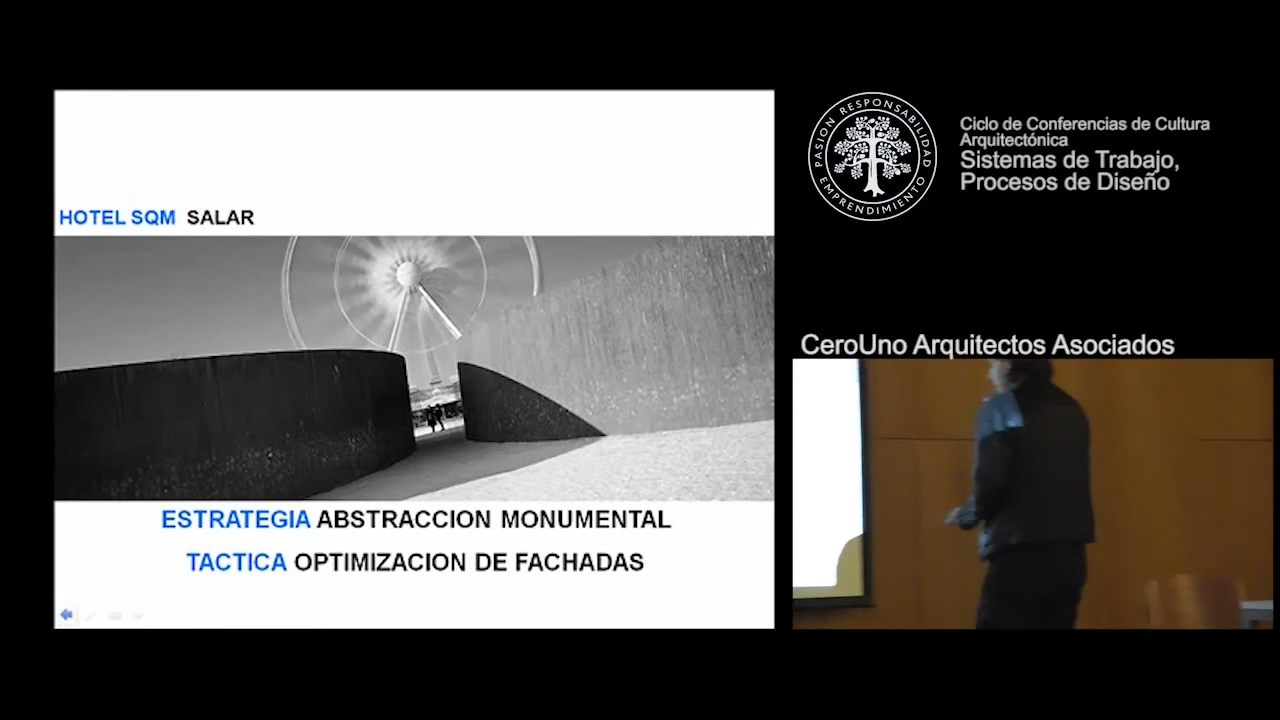 HOTEL SQM SALAR
ESTRATEGIA ABSTRACCION MONUMENTAL
TACTICA OPTIMIZACION DE FACHADAS
PASION RESPONSABILIDAD EMPRENDIMIENTO
Ciclo de Conferencias de Cultura
Arquitectónica
Sistemas de Trabajo,
Procesos de Diseño
CeroUno Arquitectos Asociados